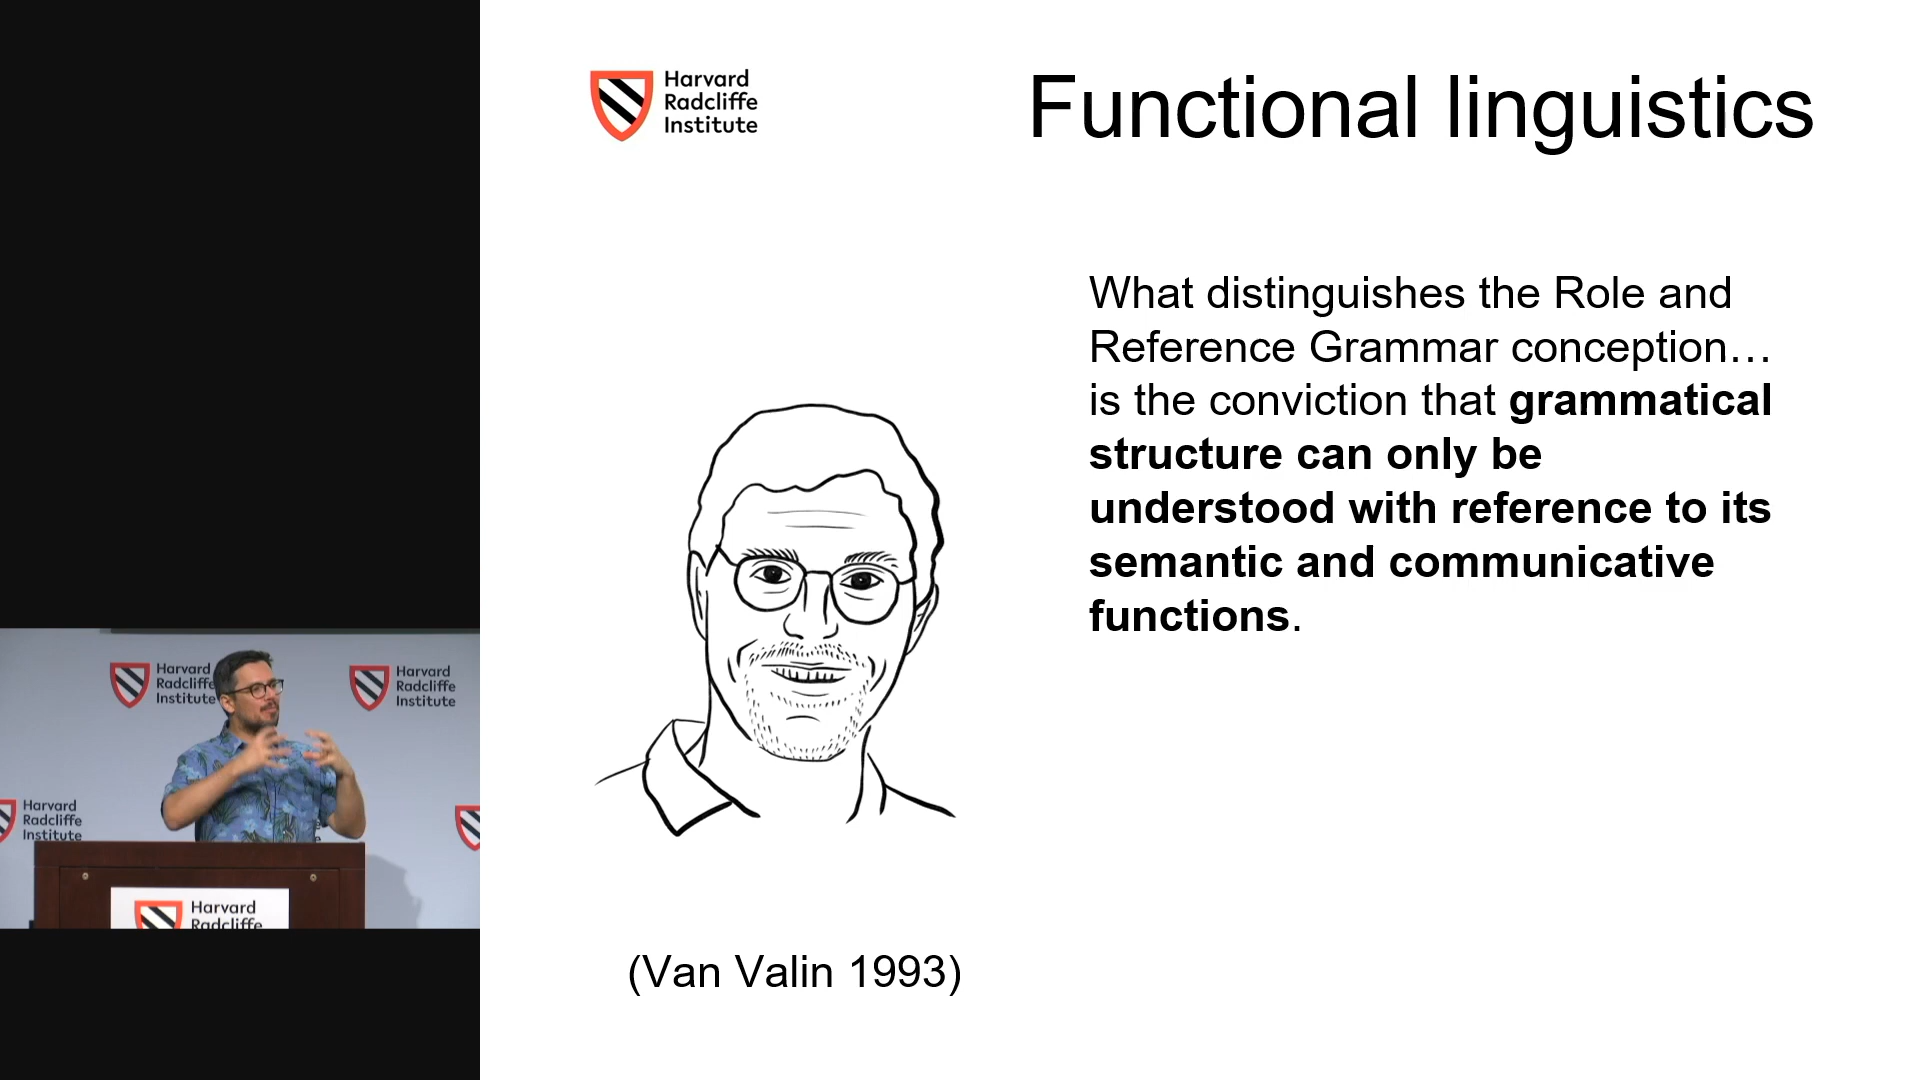 Harvard
Radcliffe
Institute
Functional linguistics
What distinguishes the Role and
Reference Grammar conception…
is the conviction that grammatical
structure can only be
understood with reference to its
semantic and communicative
functions.
(Van Valin 1993)
Harvard
Radcliffe
Institute
Harvard
Radcliffe
Institute
Harvard
Radcliffe
Institute
Harvard
Radcliffe